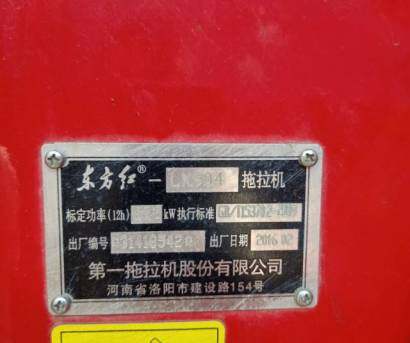 东方红®- 拖拉机
标定功率(12h) kW执行标准
出厂编号 出厂日期 2016 02
第一拖拉机股份有限公司
河南省洛阳市建设路154号